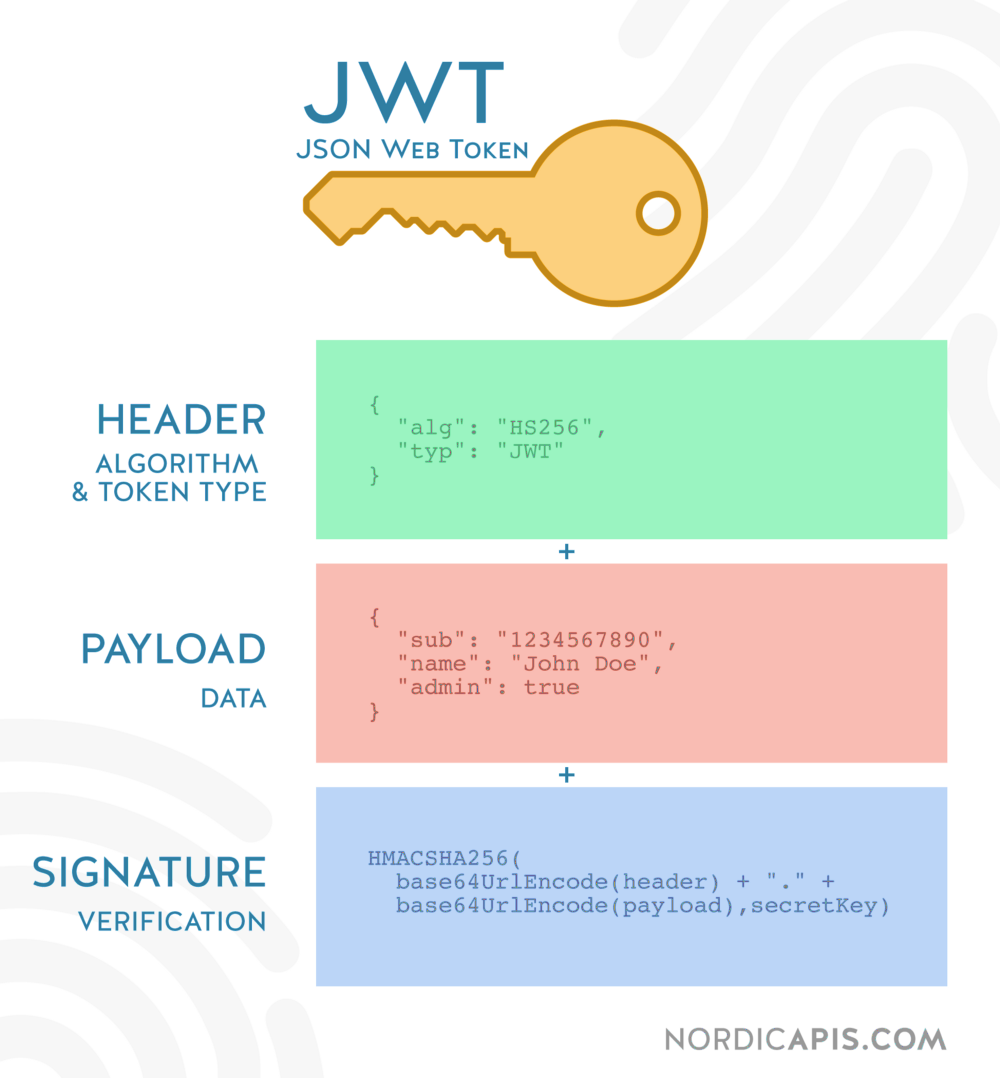 JWT
JSON WEB TOKEN
HEADER
ALGORITHM
& TOKEN TYPE
{
  "alg": "HS256",
  "typ": "JWT"
}
+
PAYLOAD
DATA
{
  "sub": "1234567890",
  "name": "John Doe",
  "admin": true
}
+
SIGNATURE
VERIFICATION
HMACSHA256(
  base64UrlEncode(header) + "." +
  base64UrlEncode(payload),secretKey)
NORDICAPIS.COM